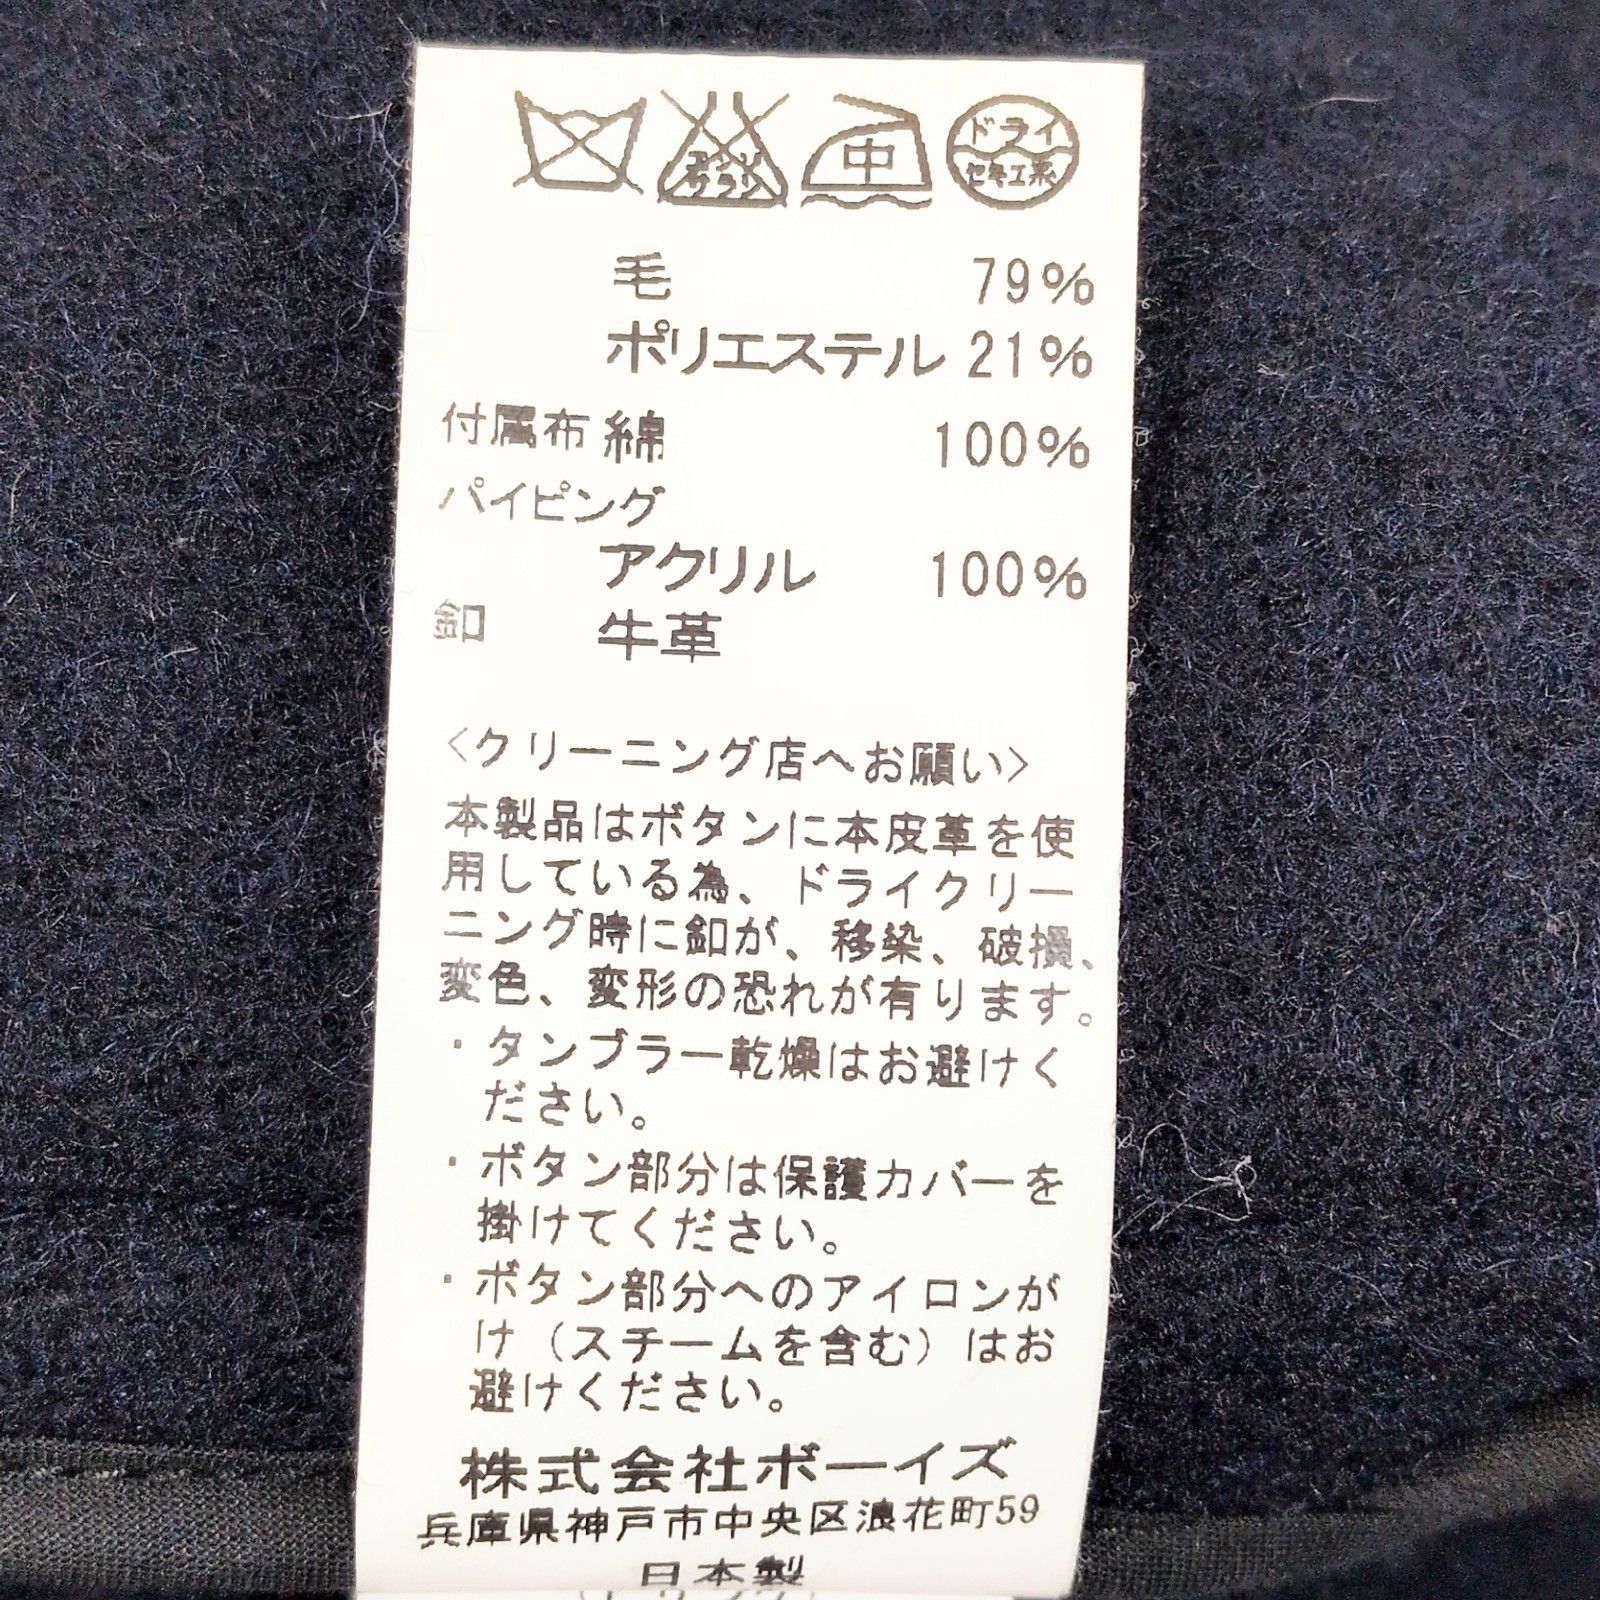 中 ドライ セキユ系
毛 79%
ポリエステル 21%
付属布 綿 100%
パイピング
アクリル 100%
釦 牛革
<クリーニング店へお願い>
本製品はボタンに本皮革を使
用している為、ドライクリー
ニング時に釦が、移染、破損、
変色、変形の恐れが有ります。
・タンブラー乾燥はお避けく
ださい。
・ボタン部分は保護カバーを
掛けてください。
・ボタン部分へのアイロンが
け（スチームを含む）はお
避けください。
株式会社ボーイズ
兵庫県神戸市中央区浪花町59
日本製